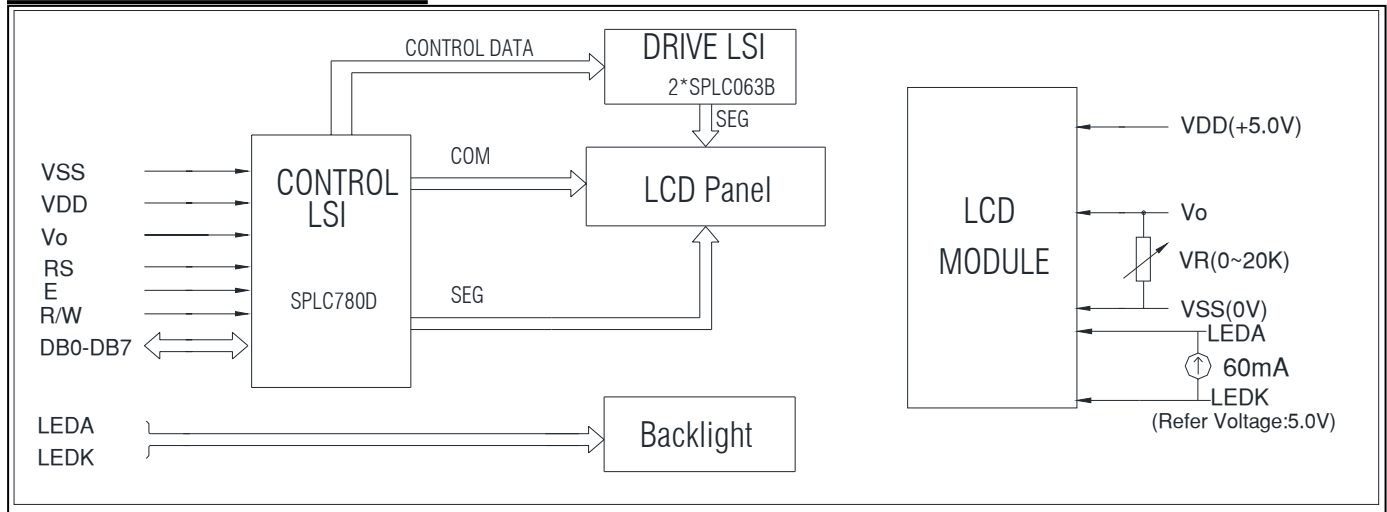 CONTROL DATA
DRIVE LSI
2*SPLC063B
SEG
VSS
VDD
Vo
RS
E
R/W
DB0-DB7
CONTROL
LSI
SPLC780D
COM
LCD Panel
SEG
LEDA
LEDK
Backlight
LCD
MODULE
VDD(+5.0V)
Vo
VR(0~20K)
VSS(0V)
LEDA
60mA
LEDK
(Refer Voltage:5.0V)